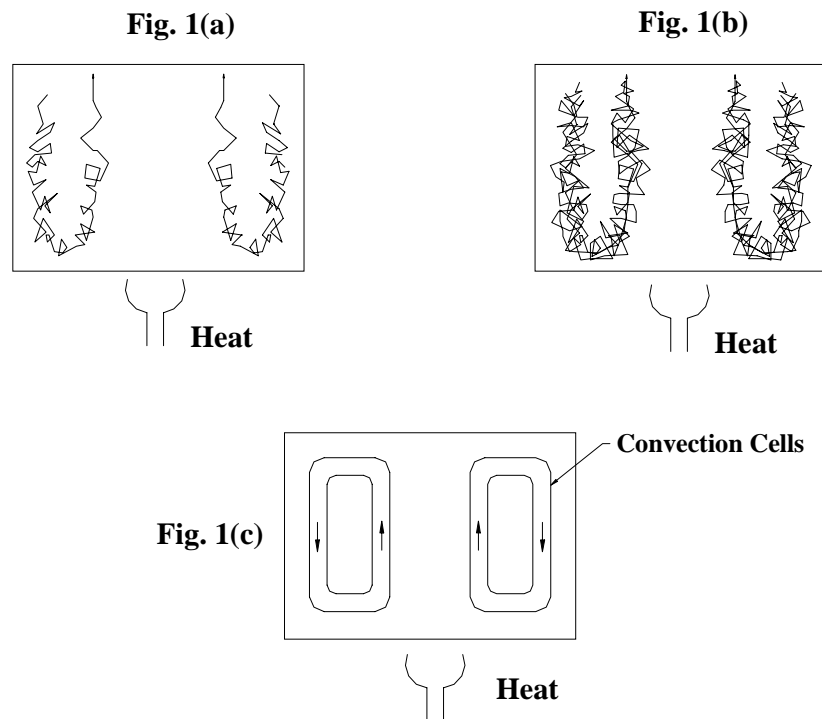 Fig. 1(a)
Fig. 1(b)
Heat
Heat
Convection Cells
Fig. 1(c)
Heat